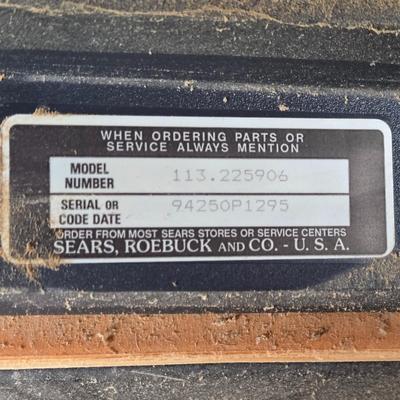 WHEN ORDERING PARTS OR
SERVICE ALWAYS MENTION
MODEL
NUMBER
113.225906
SERIAL OR
CODE DATE
94250P1295
ORDER FROM MOST SEARS STORES OR SERVICE CENTERS
SEARS, ROEBUCK AND CO. - U. S. A.